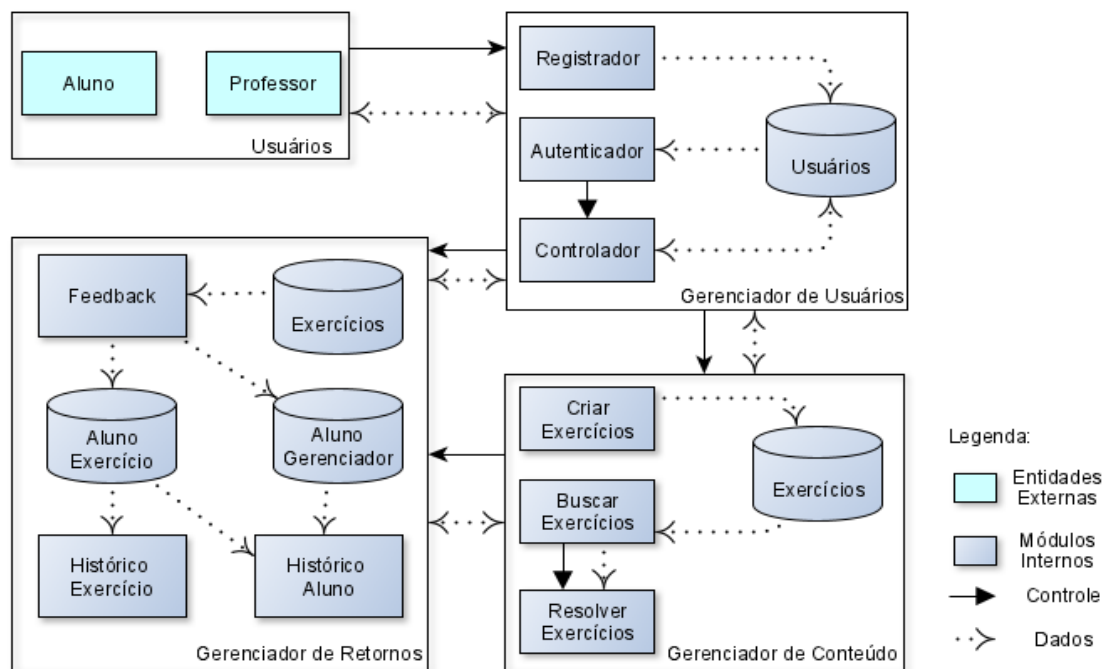 Aluno
Professor
Usuários
Registrador
Autenticador
Controlador
Usuários
Gerenciador de Usuários
Feedback
Exercícios
Aluno
Exercício
Aluno
Gerenciador
Histórico
Exercício
Histórico
Aluno
Gerenciador de Retornos
Criar
Exercícios
Buscar
Exercícios
Resolver
Exercícios
Exercícios
Gerenciador de Conteúdo
Legenda:
Entidades
Externas
Módulos
Internos
Controle
Dados